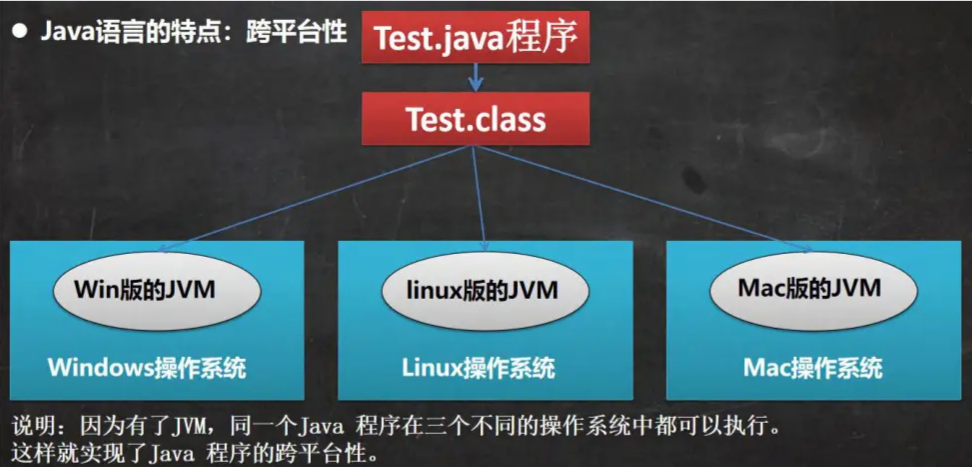 ● Java语言的特点：跨平台性
Test.java程序
Test.class
Win版的JVM
linux版的JVM
Mac版的JVM
Windows操作系统
Linux操作系统
Mac操作系统
说明：因为有了JVM，同一个Java 程序在三个不同的操作系统中都可以执行。
这样就实现了Java 程序的跨平台性。